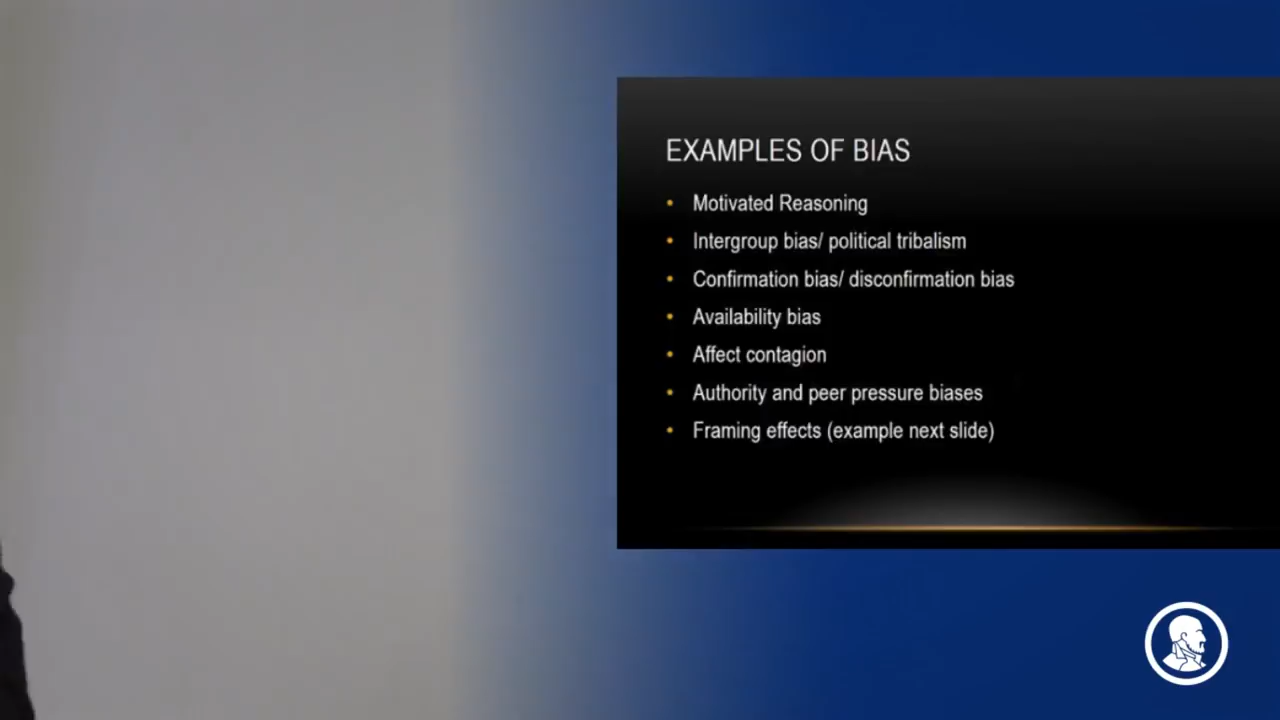 EXAMPLES OF BIAS
• Motivated Reasoning
• Intergroup bias/ political tribalism
• Confirmation bias/ disconfirmation bias
• Availability bias
• Affect contagion
• Authority and peer pressure biases
• Framing effects (example next slide)